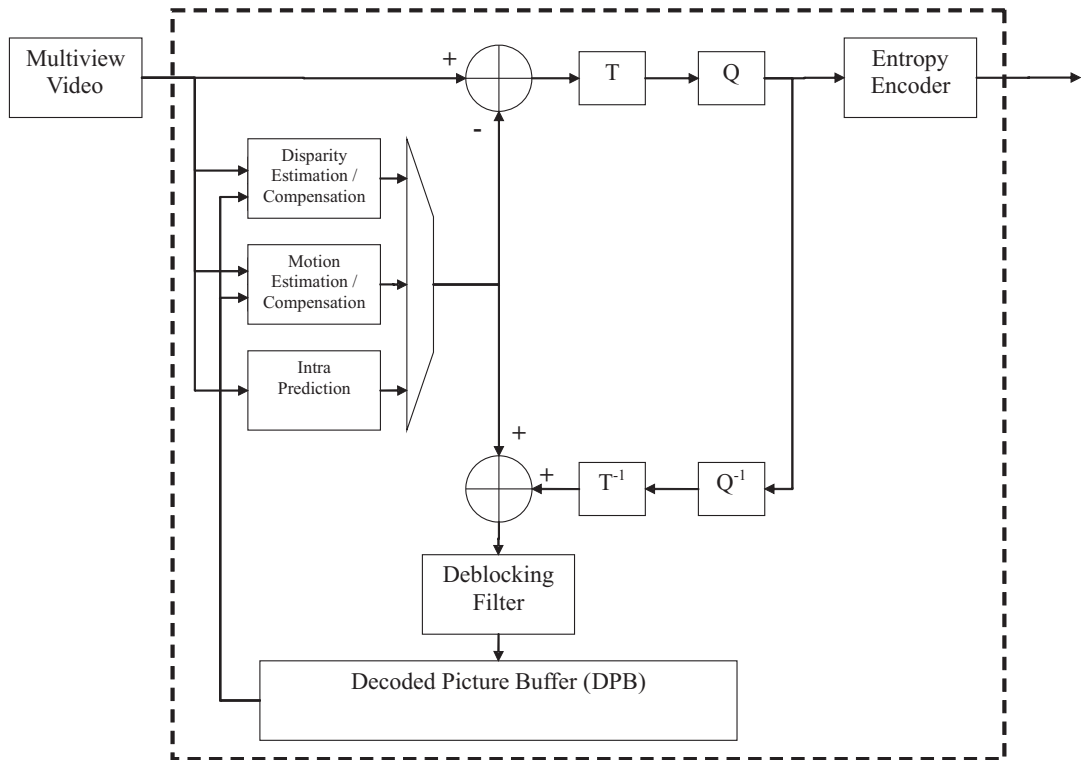 Multiview
Video
+
T
Q
Entropy
Encoder
-
Disparity
Estimation /
Compensation
Motion
Estimation /
Compensation
Intra
Prediction
+
+
T-1
Q-1
Deblocking
Filter
Decoded Picture Buffer (DPB)